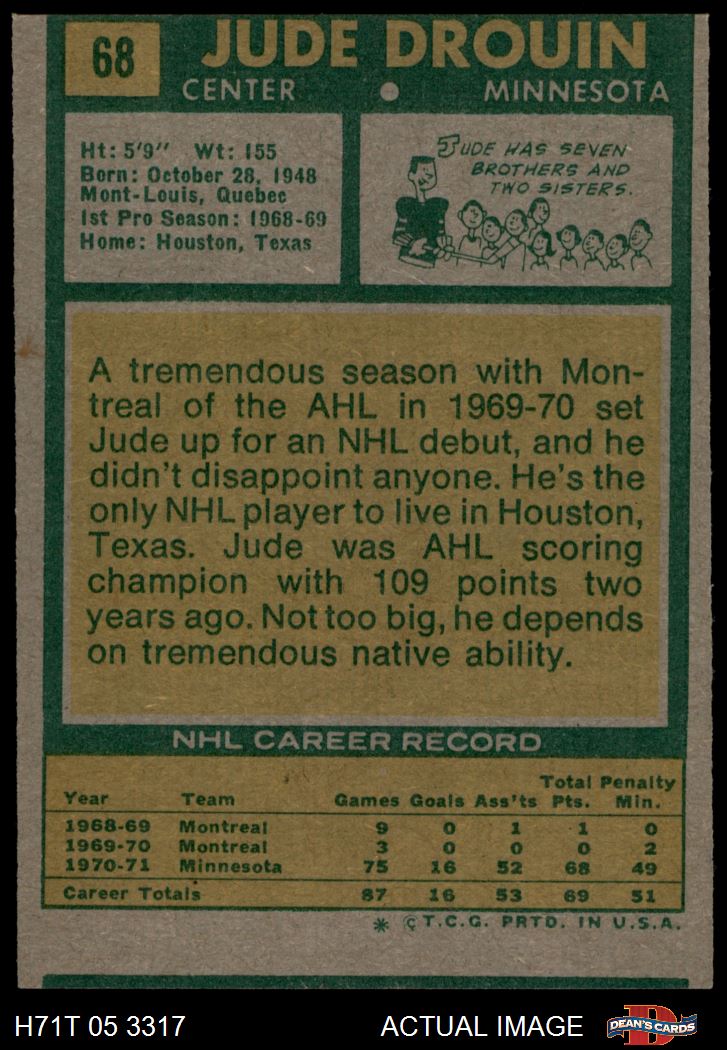 68
JUDE DROUIN
CENTER ● MINNESOTA
Ht: 5'9" Wt: 155
Born: October 28, 1948
Mont-Louis, Quebec
1st Pro Season: 1968-69
Home: Houston, Texas
JUDE HAS SEVEN
BROTHERS AND
TWO SISTERS.
A tremendous season with Mon-
treal of the AHL in 1969-70 set
Jude up for an NHL debut, and he
didn't disappoint anyone. He's the
only NHL player to live in Houston,
Texas. Jude was AHL scoring
champion with 109 points two
years ago. Not too big, he depends
on tremendous native ability.
NHL CAREER RECORD
Total Penalty
Year Team Games Goals Ass'ts Pts. Min.
1968-69 Montreal 9 0 1 1 0
1969-70 Montreal 3 0 0 0 2
1970-71 Minnesota 75 16 52 68 49
Career Totals 87 16 53 69 51
* © T.C.G. PRTD. IN U.S.A.
H71T 05 3317 ACTUAL IMAGE
D
DEAN'S CARDS